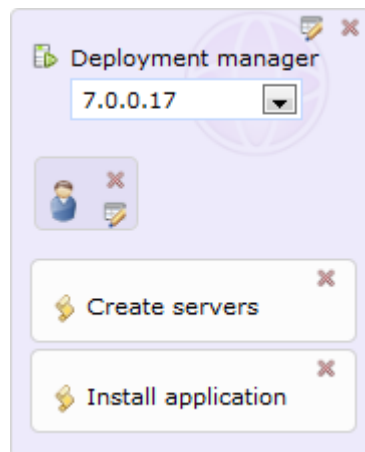 Deployment manager
7.0.0.17
Create servers
Install application